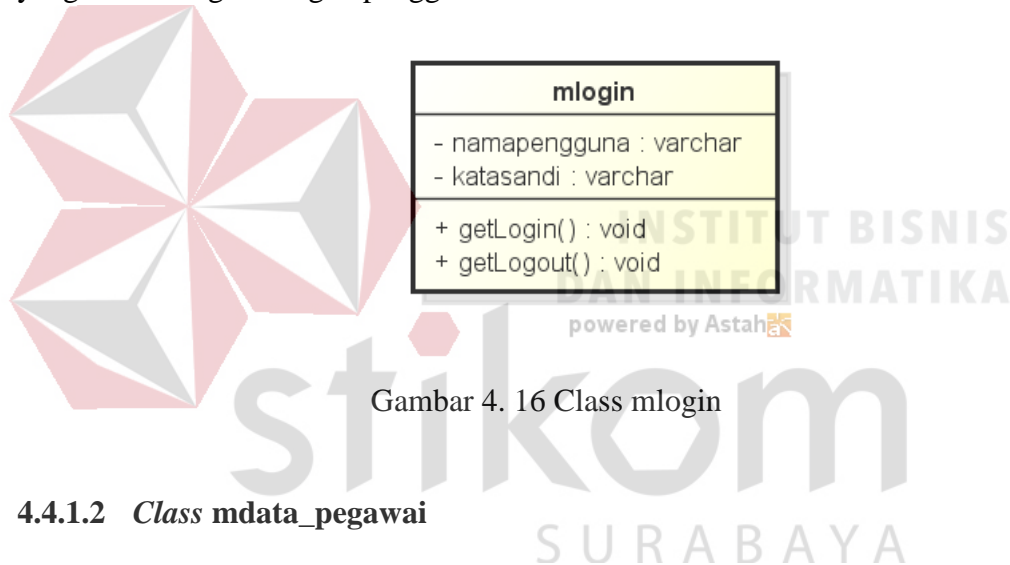 mlogin
- namapengguna : varchar
- katasandi : varchar
+ getLogin() : void
+ getLogout() : void
INSTITUT BISNIS
DAN INFORMATIKA
powered by Astah
stikom
Gambar 4. 16 Class mlogin
4.4.1.2 Class mdata_pegawai
SURABAYA